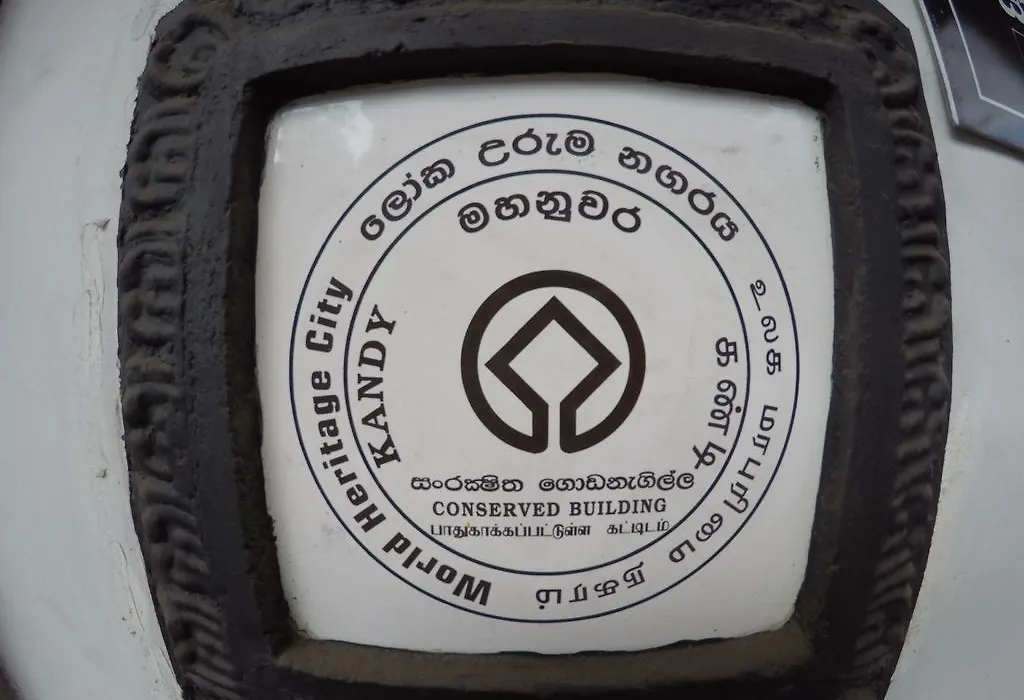 ලෝක උරුම නගරය
මහනුවර
World Heritage City
KANDY
உலக மரபுரிமை நகரம்
கண்டி
සංරක්ෂිත ගොඩනැගිල්ල
CONSERVED BUILDING
பாதுகாக்கப்பட்டுள்ள கட்டிடம்